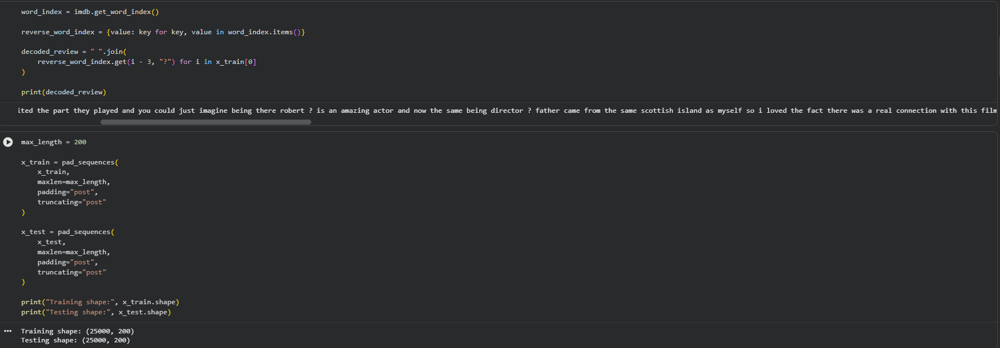 word_index = imdb.get_word_index()
reverse_word_index = {value: key for key, value in word_index.items()}
decoded_review = " ".join(
    reverse_word_index.get(i - 3, "?") for i in x_train[0]
)
print(decoded_review)
ited the part they played and you could just imagine being there robert ? is an amazing actor and now the same being director ? father came from the same scottish island as myself so i loved the fact there was a real connection with this film
max_length = 200
x_train = pad_sequences(
    x_train,
    maxlen=max_length,
    padding="post",
    truncating="post"
)
x_test = pad_sequences(
    x_test,
    maxlen=max_length,
    padding="post",
    truncating="post"
)
print("Training shape:", x_train.shape)
print("Testing shape:", x_test.shape)
Training shape: (25000, 200)
Testing shape: (25000, 200)